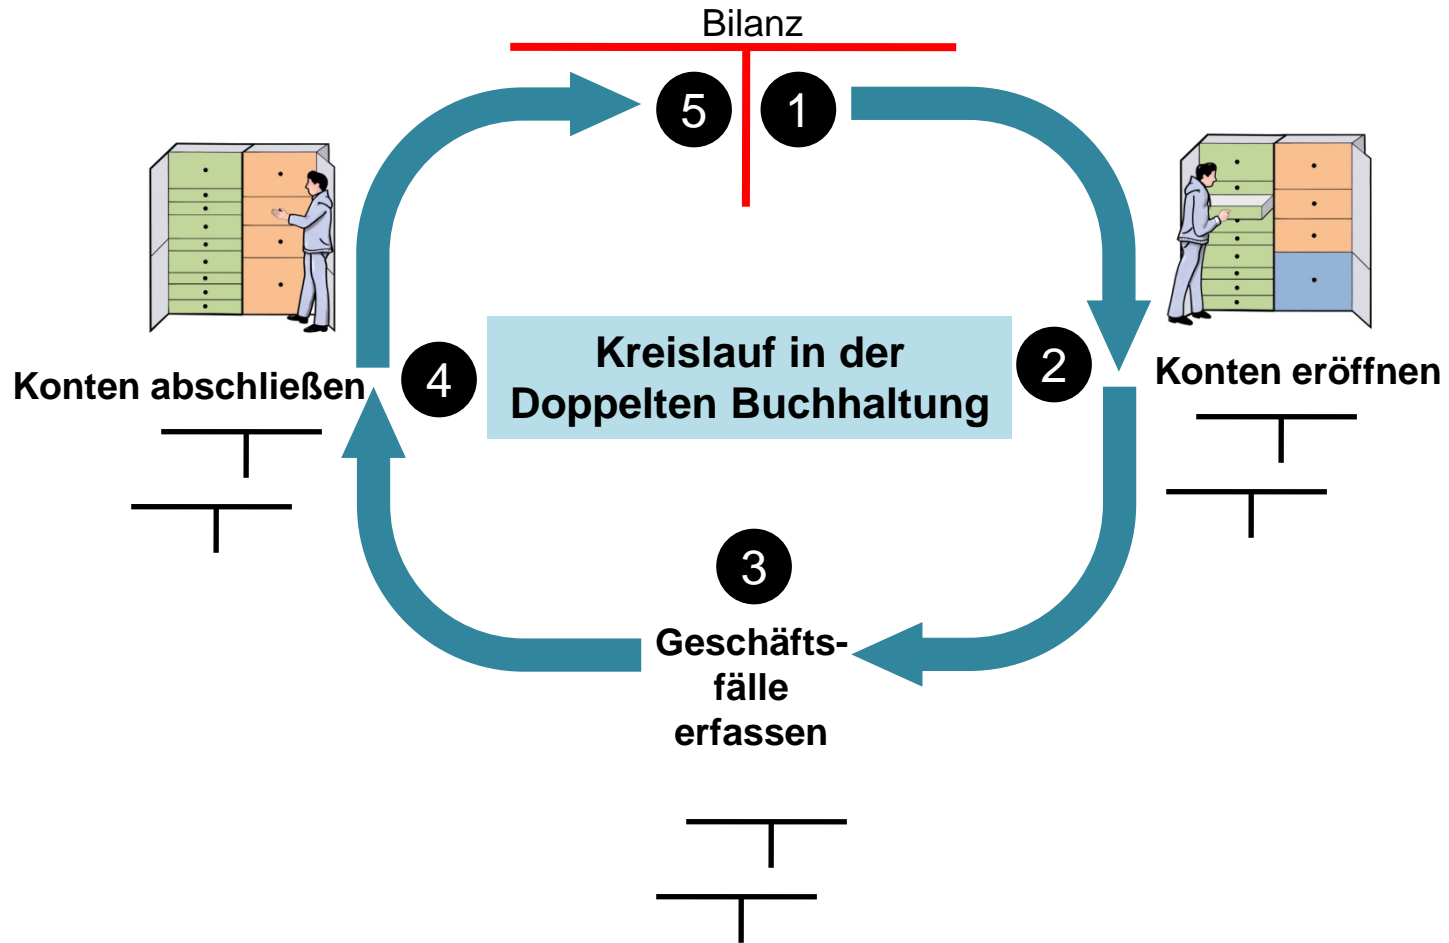 Bilanz
5
1
Kreislauf in der
Doppelten Buchhaltung
4
2
Konten abschließen
Konten eröffnen
3
Geschäfts-
fälle
erfassen